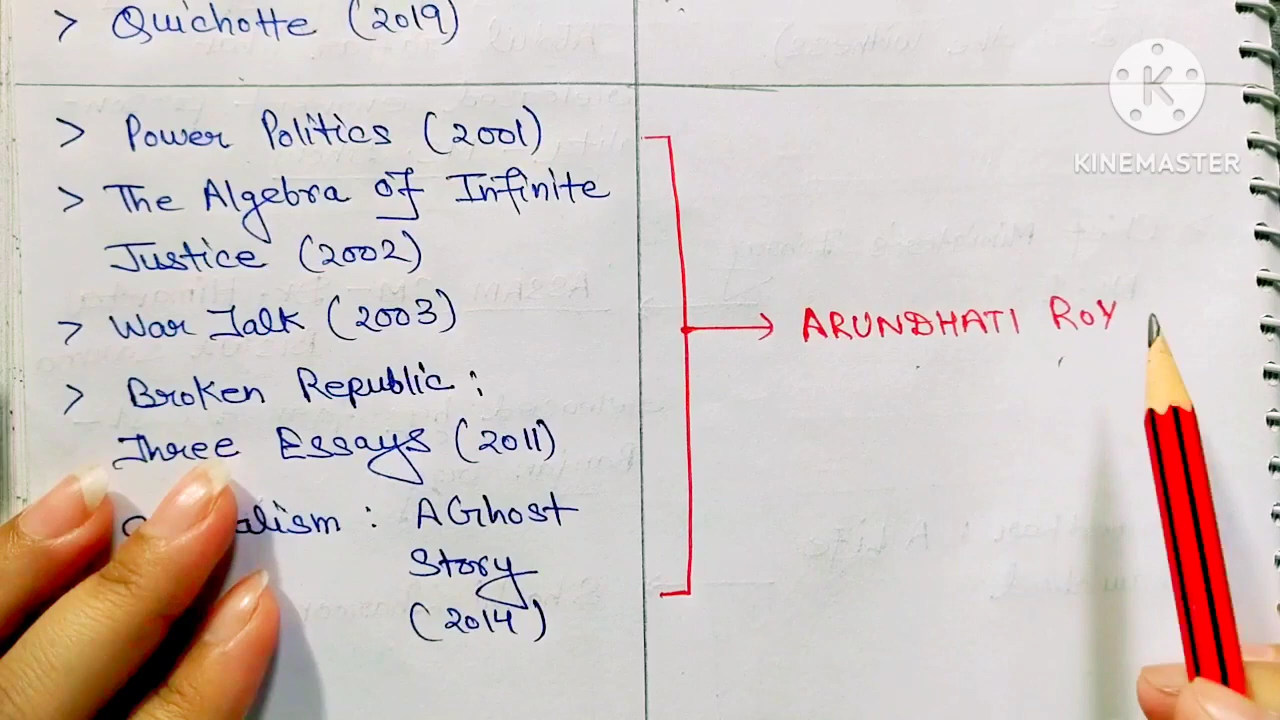 > Quichotte (2019)
> Power Politics (2001)
> The Algebra of Infinite
Justice (2002)
> War Talk (2003)
> Broken Republic :
Three Essays (2011)
: A Ghost
Story
(2014)
ARUNDHATI ROY
KINEMASTER